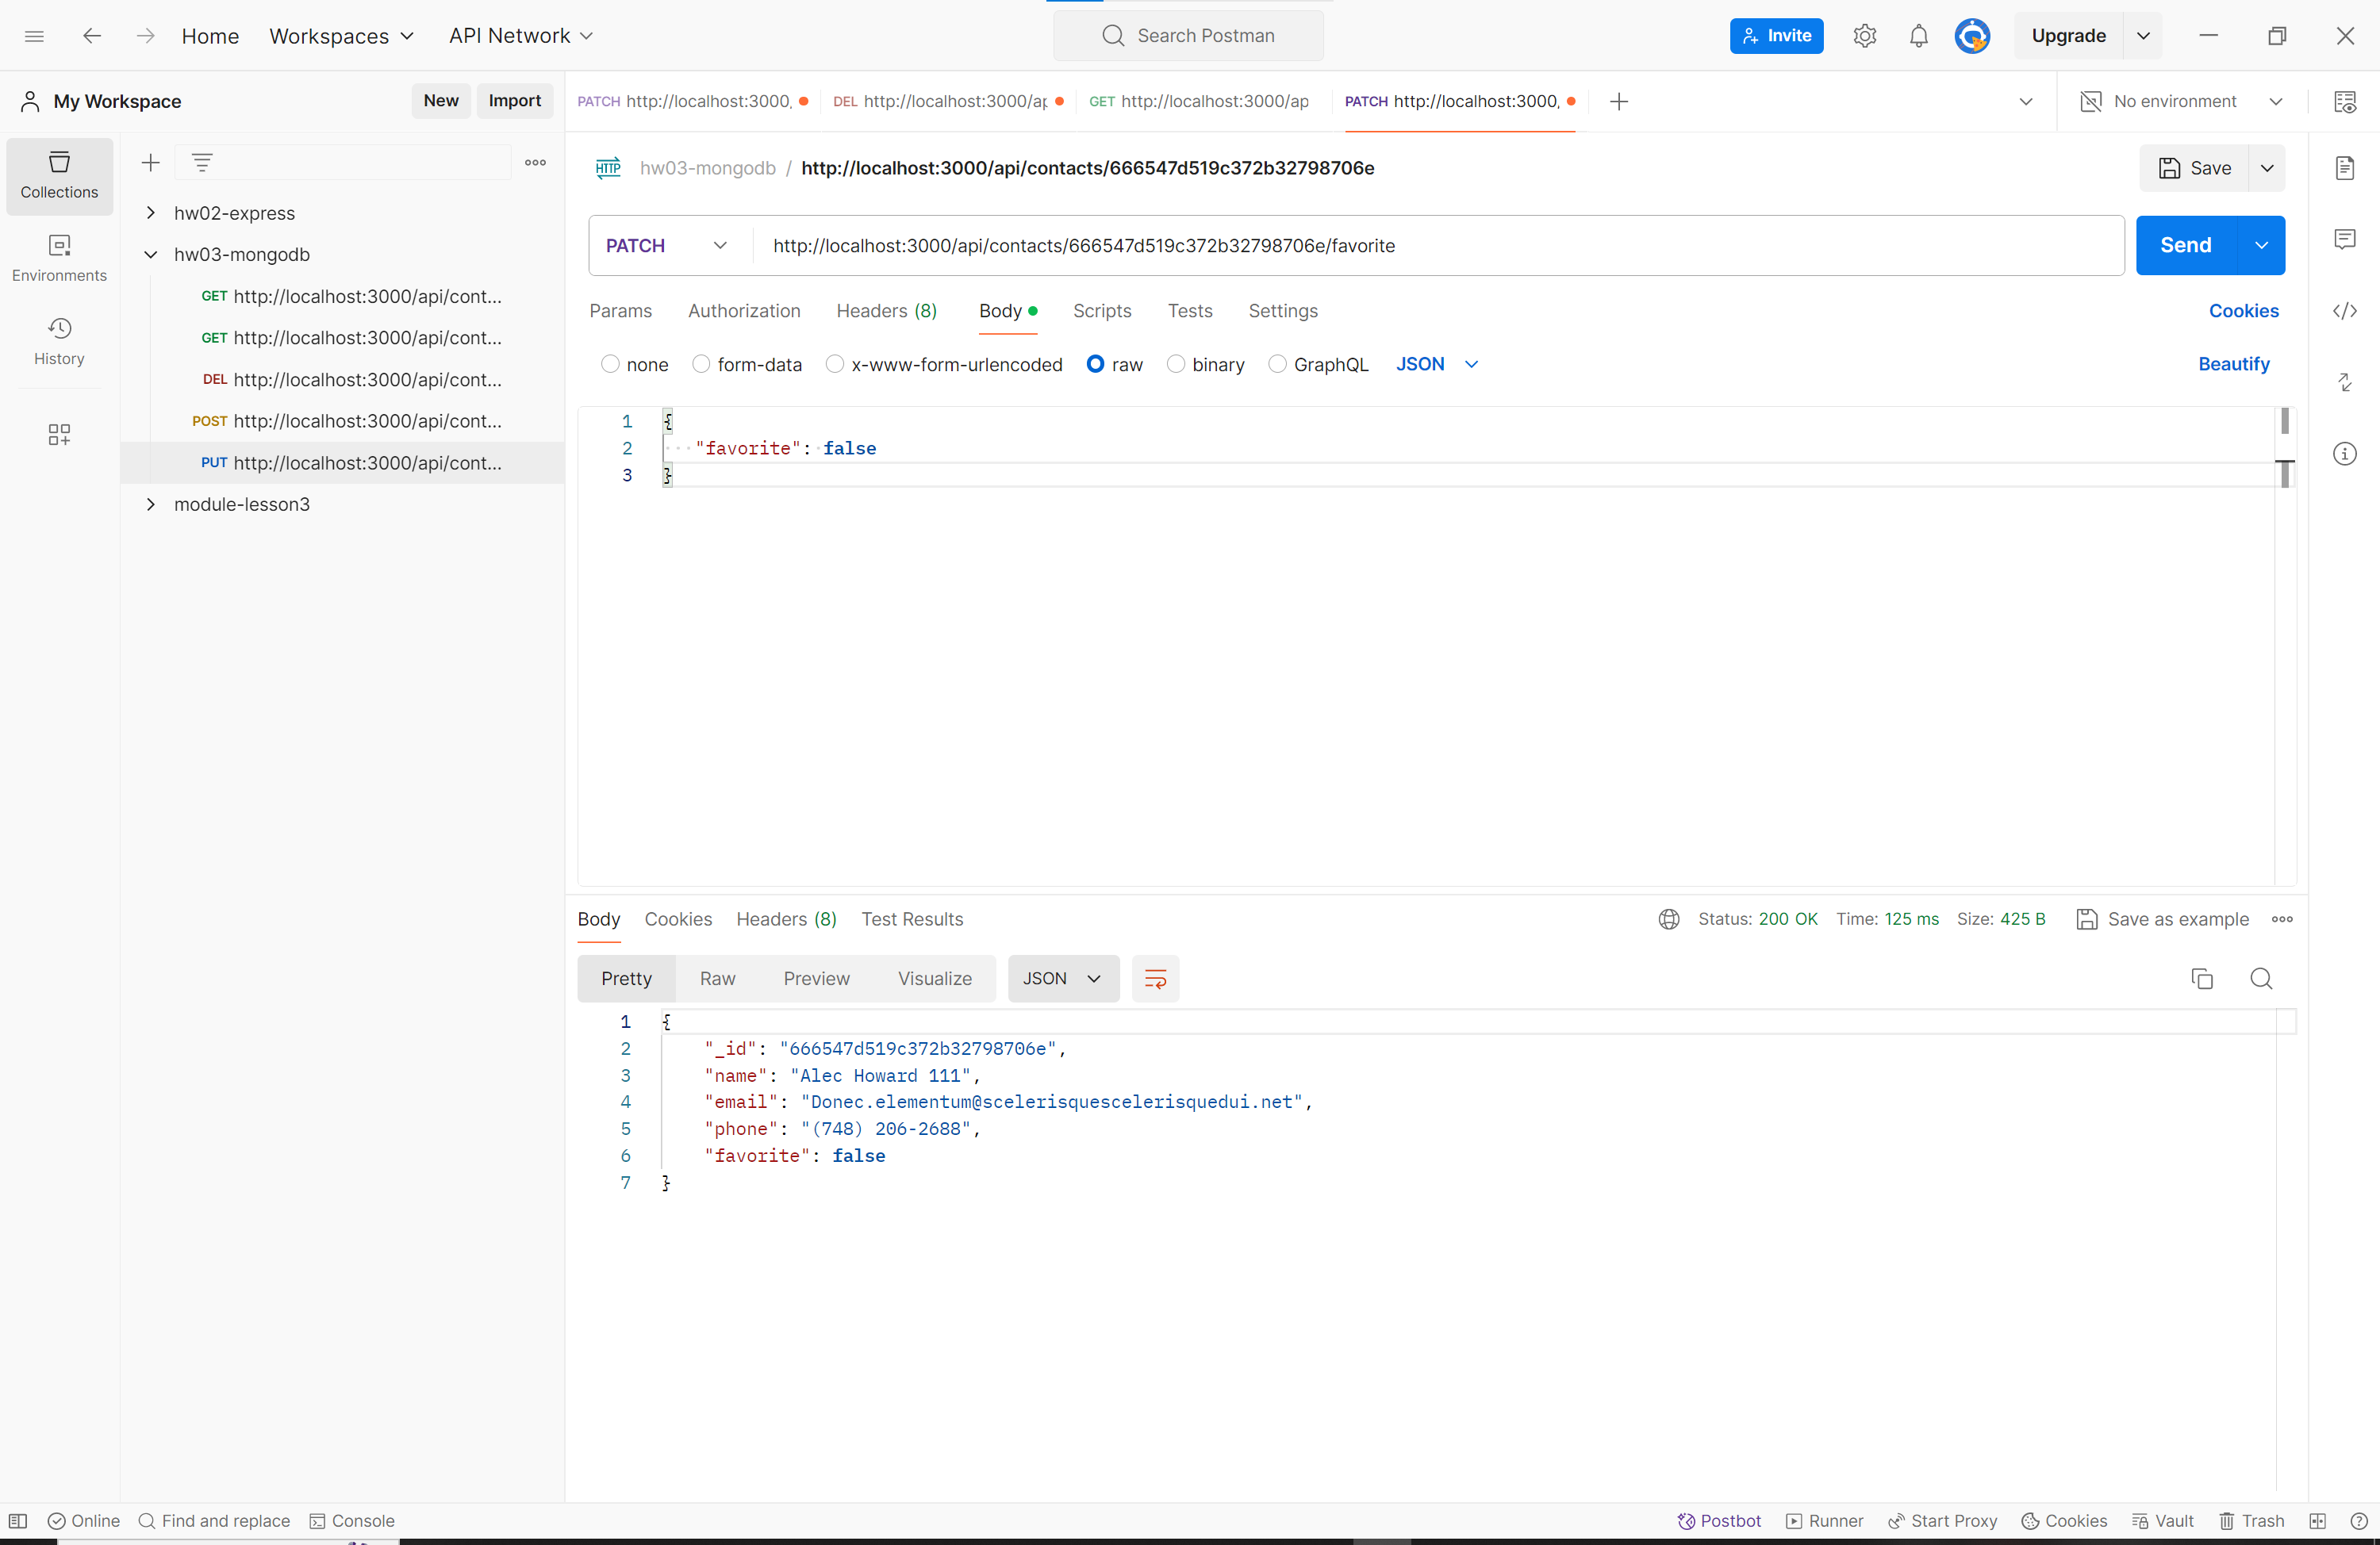 Home
Workspaces
API Network
Search Postman
Invite
Upgrade
My Workspace
New
Import
PATCH http://localhost:3000,
DEL http://localhost:3000/ap
GET http://localhost:3000/ap
PATCH http://localhost:3000,
No environment
Collections
Environments
History
hw02-express
hw03-mongodb
GET http://localhost:3000/api/cont...
GET http://localhost:3000/api/cont...
DEL http://localhost:3000/api/cont...
POST http://localhost:3000/api/cont...
PUT http://localhost:3000/api/cont...
module-lesson3
HTTP hw03-mongodb / http://localhost:3000/api/contacts/666547d519c372b32798706e
Save
PATCH http://localhost:3000/api/contacts/666547d519c372b32798706e/favorite
Send
Params Authorization Headers (8) Body Scripts Tests Settings
Cookies
none form-data x-www-form-urlencoded raw binary GraphQL JSON
Beautify
1 {
2 "favorite": false
3 }
Body Cookies Headers (8) Test Results
Status: 200 OK Time: 125 ms Size: 425 B
Save as example
Pretty Raw Preview Visualize JSON
1 {
2 "_id": "666547d519c372b32798706e",
3 "name": "Alec Howard 111",
4 "email": "Donec.elementum@scelerisquescelerisquedui.net",
5 "phone": "(748) 206-2688",
6 "favorite": false
7 }
Online Find and replace Console
Postbot Runner Start Proxy Cookies Vault Trash